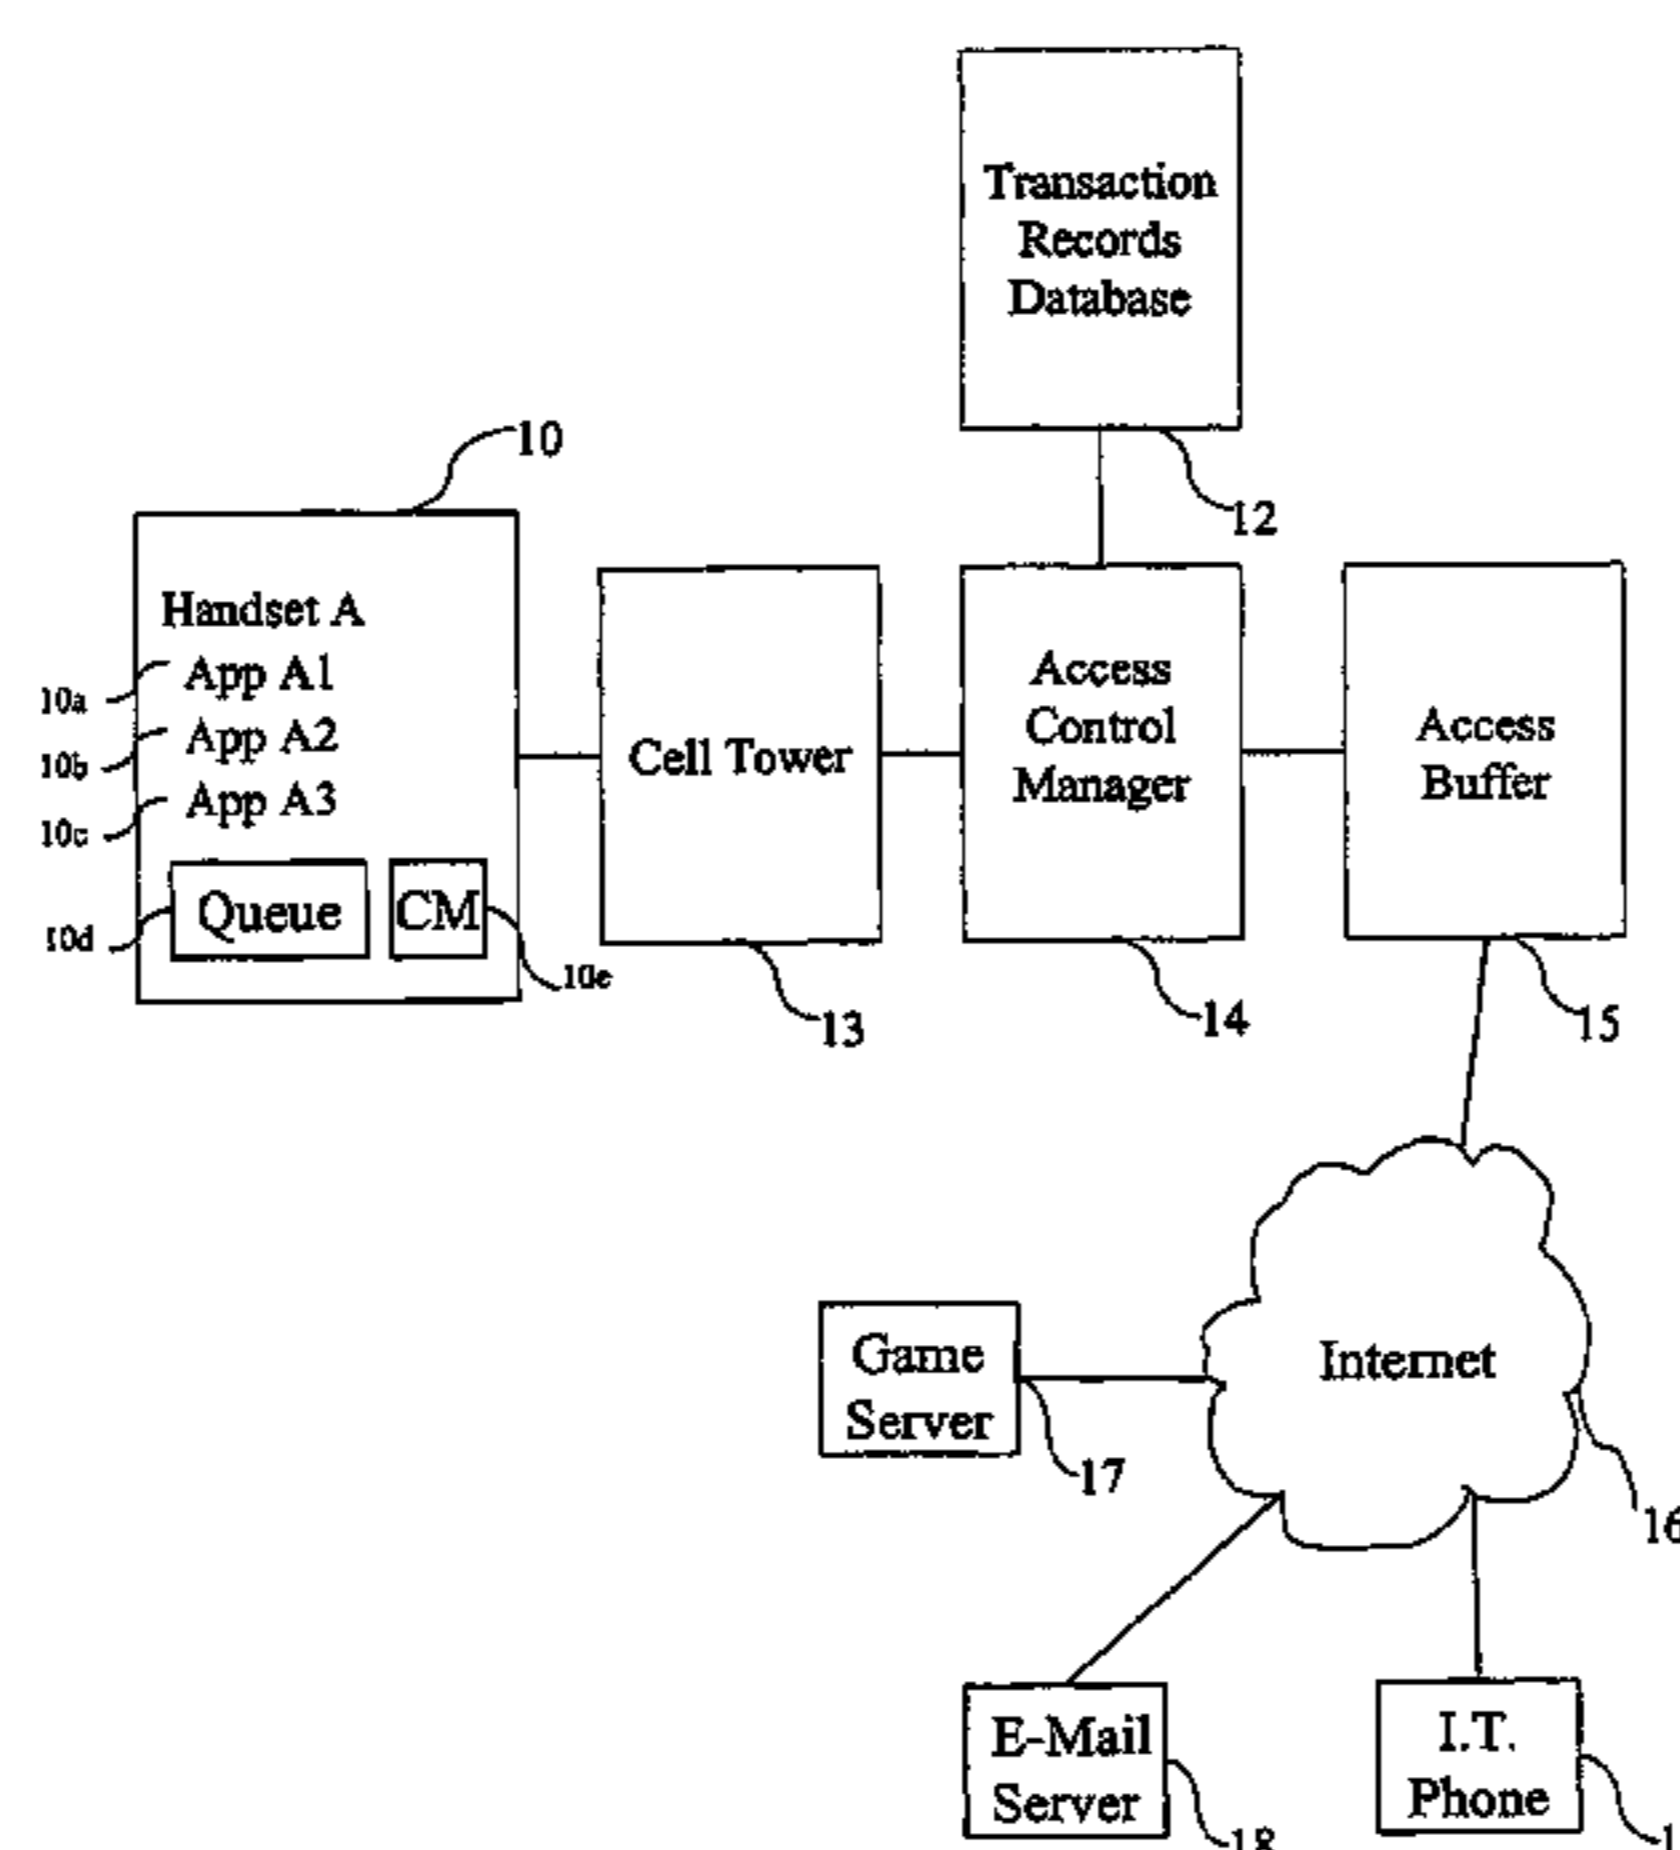 Transaction
Records
Database
12
10
Handset A
10a
App A1
10b
App A2
10c
App A3
10d
Queue
CM
10e
Cell Tower
13
Access
Control
Manager
14
Access
Buffer
15
Internet
16
Game
Server
17
E-Mail
Server
18
I.T.
Phone